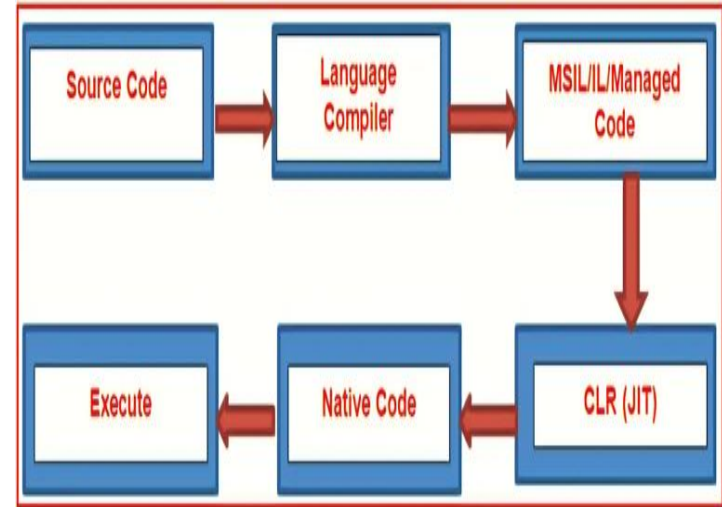 Source Code
Language
Compiler
MSIL/IL/Managed
Code
CLR (JIT)
Native Code
Execute